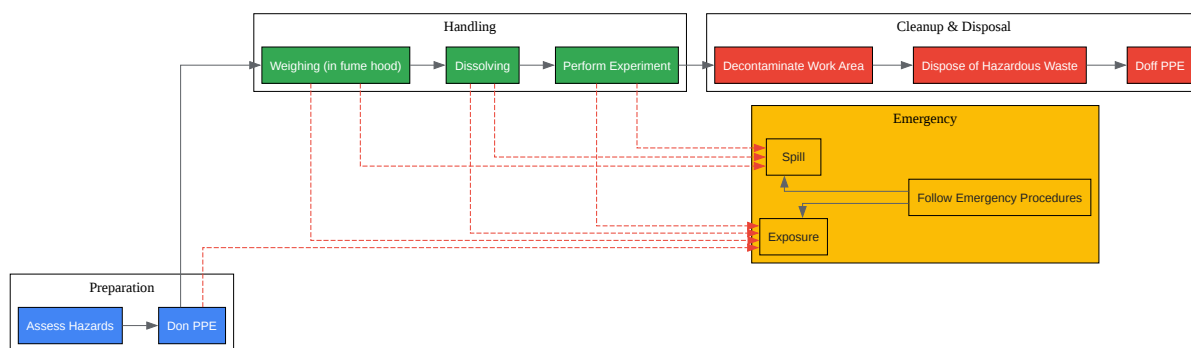 Handling
Weighing (in fume hood)
Dissolving
Perform Experiment
Cleanup & Disposal
Decontaminate Work Area
Dispose of Hazardous Waste
Doff PPE
Emergency
Spill
Follow Emergency Procedures
Exposure
Preparation
Assess Hazards
Don PPE